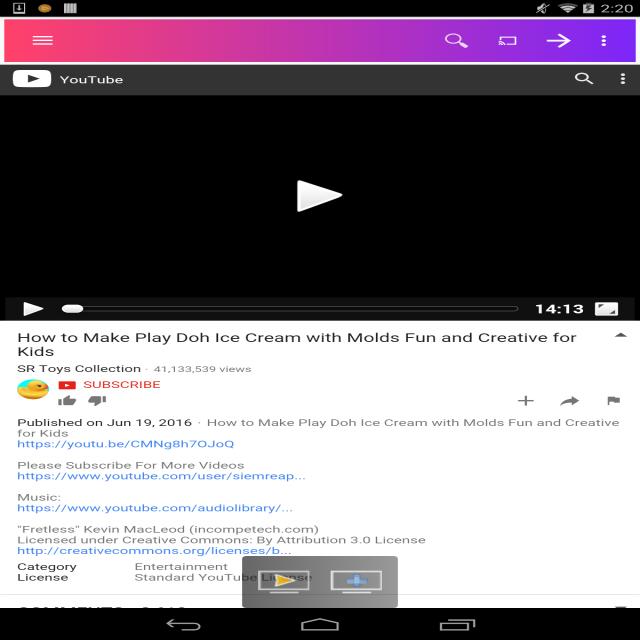 2:20
YouTube
14:13
How to Make Play Doh Ice Cream with Molds Fun and Creative for
Kids
SR Toys Collection · 41,133,539 views
SUBSCRIBE
Published on Jun 19, 2016 · How to Make Play Doh Ice Cream with Molds Fun and Creative
for Kids
https://youtu.be/CMNg8h7OJoQ
Please Subscribe For More Videos
https://www.youtube.com/user/siemreap...
Music:
https://www.youtube.com/audiolibrary/...
"Fretless" Kevin MacLeod (incompetech.com)
Licensed under Creative Commons: By Attribution 3.0 License
http://creativecommons.org/licenses/b...
Category Entertainment
License Standard YouTube License